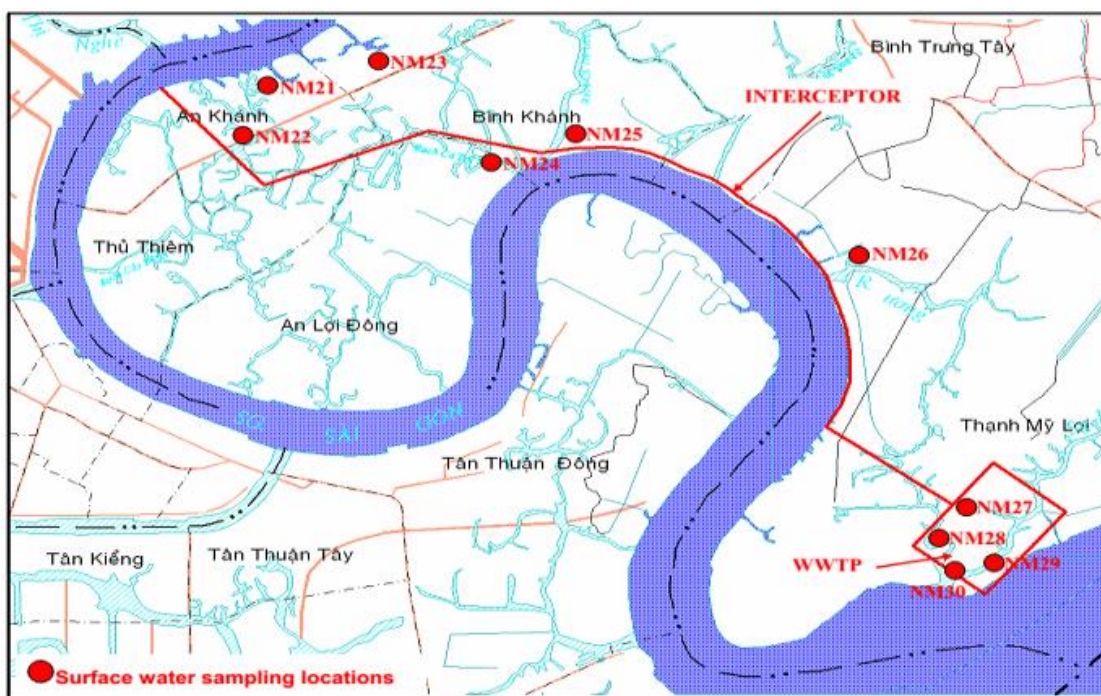 Nghè
Bình Trưng Tây
NM23
NM21
INTERCEPTOR
An Khánh
Bình Khánh
NM22
NM25
NM24
Thủ Thiêm
NM26
An Lợi Đông
SG
SÀI
GÒN
Thạnh Mỹ Lợi
Tân Thuận Đông
NM27
NM28
Tân Kiểng
Tân Thuận Tây
WWTP
NM29
NM30
Surface water sampling locations